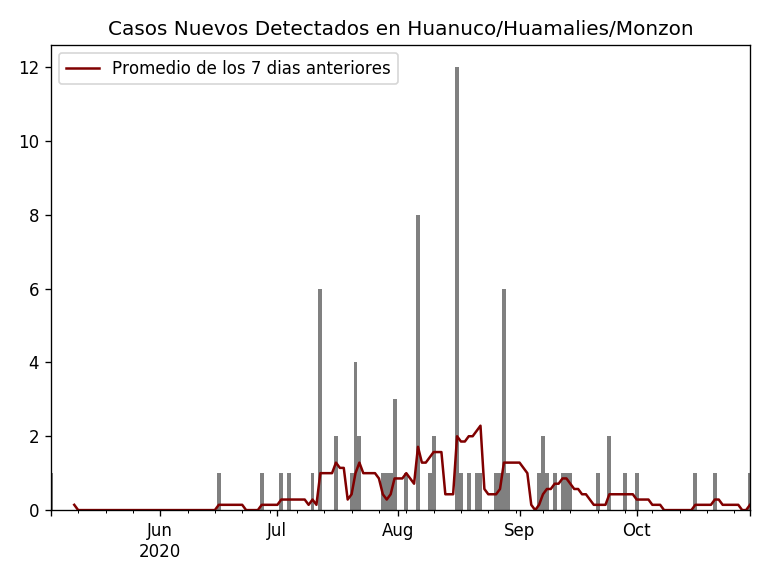 Casos Nuevos Detectados en Huanuco/Huamalies/Monzon
Promedio de los 7 dias anteriores
12
10
8
6
4
2
0
Jun
2020
Jul
Aug
Sep
Oct